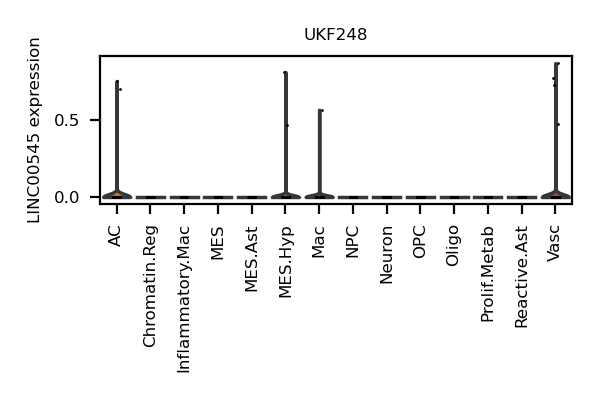 UKF248
LINC00545 expression
0.5
0.0
AC
Chromatin.Reg
Inflammatory.Mac
MES
MES.Ast
MES.Hyp
Mac
NPC
Neuron
OPC
Oligo
Prolif.Metab
Reactive.Ast
Vasc